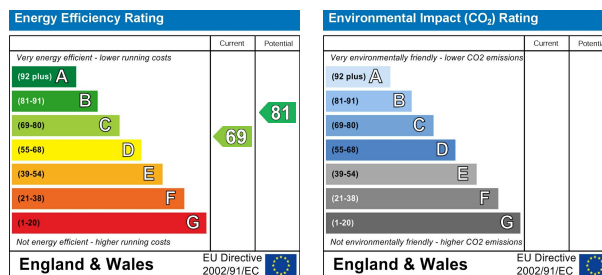 Energy Efficiency Rating
Current Potential
Very energy efficient - lower running costs
(92 plus) A
(81-91) B
(69-80) C
(55-68) D
(39-54) E
(21-38) F
(1-20) G
69
81
Not energy efficient - higher running costs
England & Wales
EU Directive
2002/91/EC
Environmental Impact (CO₂) Rating
Current Potential
Very environmentally friendly - lower CO2 emissions
(92 plus) A
(81-91) B
(69-80) C
(55-68) D
(39-54) E
(21-38) F
(1-20) G
Not environmentally friendly - higher CO2 emissions
England & Wales
EU Directive
2002/91/EC